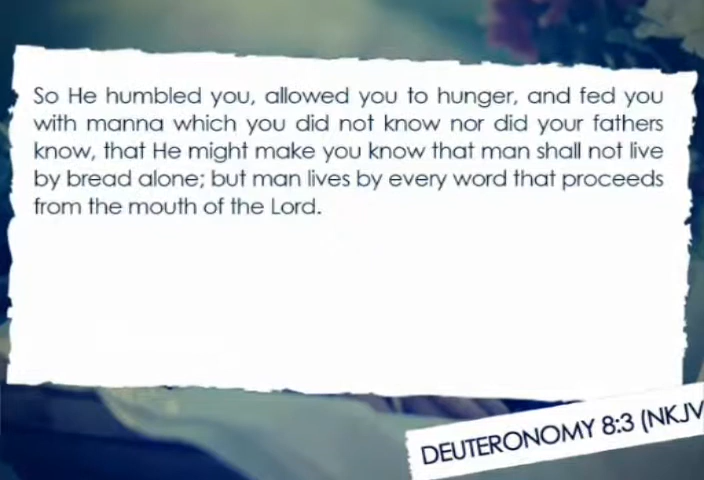 So He humbled you, allowed you to hunger, and fed you
with manna which you did not know nor did your fathers
know, that He might make you know that man shall not live
by bread alone; but man lives by every word that proceeds
from the mouth of the Lord.
DEUTERONOMY 8:3 (NKJV